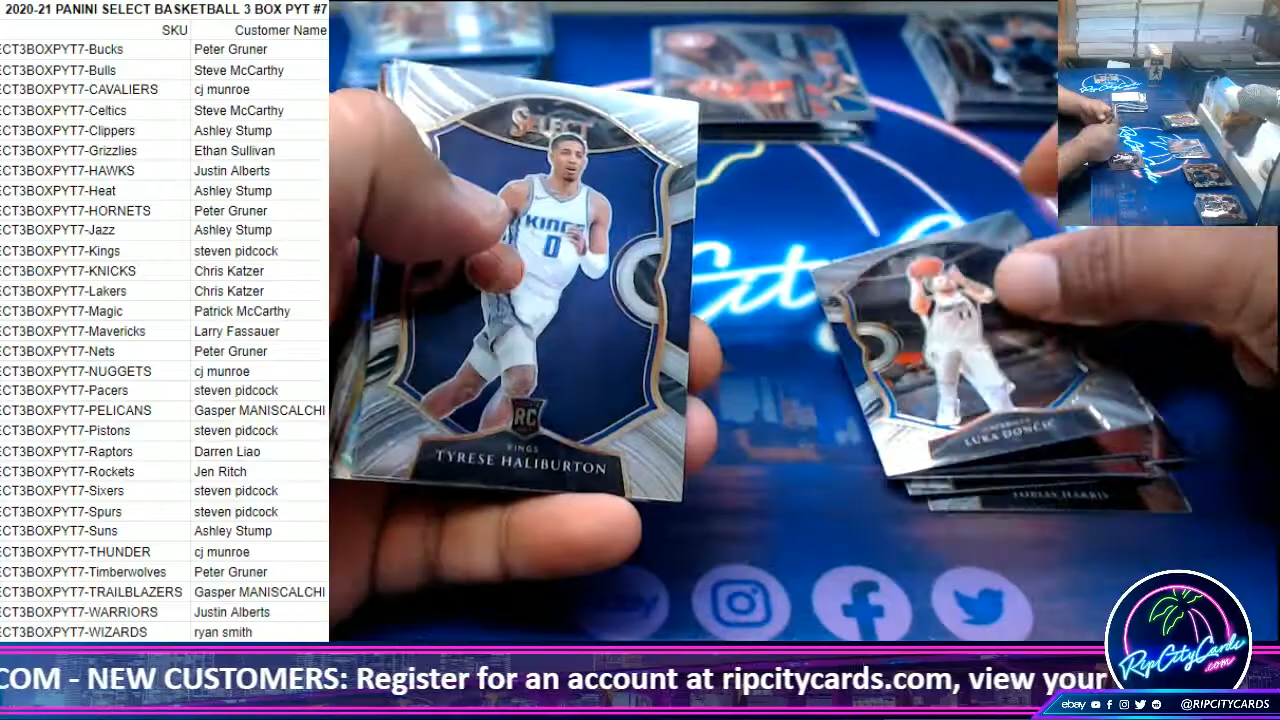 2020-21 PANINI SELECT BASKETBALL 3 BOX PYT #7
SKU Customer Name
ECT3BOXPYT7-Bucks Peter Gruner
ECT3BOXPYT7-Bulls Steve McCarthy
ECT3BOXPYT7-CAVALIERS cj munroe
ECT3BOXPYT7-Celtics Steve McCarthy
ECT3BOXPYT7-Clippers Ashley Stump
ECT3BOXPYT7-Grizzlies Ethan Sullivan
ECT3BOXPYT7-HAWKS Justin Alberts
ECT3BOXPYT7-Heat Ashley Stump
ECT3BOXPYT7-HORNETS Peter Gruner
ECT3BOXPYT7-Jazz Ashley Stump
ECT3BOXPYT7-Kings steven pidcock
ECT3BOXPYT7-KNICKS Chris Katzer
ECT3BOXPYT7-Lakers Chris Katzer
ECT3BOXPYT7-Magic Patrick McCarthy
ECT3BOXPYT7-Mavericks Larry Fassauer
ECT3BOXPYT7-Nets Peter Gruner
ECT3BOXPYT7-NUGGETS cj munroe
ECT3BOXPYT7-Pacers steven pidcock
ECT3BOXPYT7-PELICANS Gasper MANISCALCHI
ECT3BOXPYT7-Pistons steven pidcock
ECT3BOXPYT7-Raptors Darren Liao
ECT3BOXPYT7-Rockets Jen Ritch
ECT3BOXPYT7-Sixers steven pidcock
ECT3BOXPYT7-Spurs steven pidcock
ECT3BOXPYT7-Suns Ashley Stump
ECT3BOXPYT7-THUNDER cj munroe
ECT3BOXPYT7-Timberwolves Peter Gruner
ECT3BOXPYT7-TRAILBLAZERS Gasper MANISCALCHI
ECT3BOXPYT7-WARRIORS Justin Alberts
ECT3BOXPYT7-WIZARDS ryan smith
SELECT
KINGS
0
RC
KINGS
TYRESE HALIBURTON
City
LUKA DONCIC
TOBIAS HARRIS
COM - NEW CUSTOMERS: Register for an account at ripcitycards.com, view your
RipCityCards
.com
ebay @RIPCITYCARDS